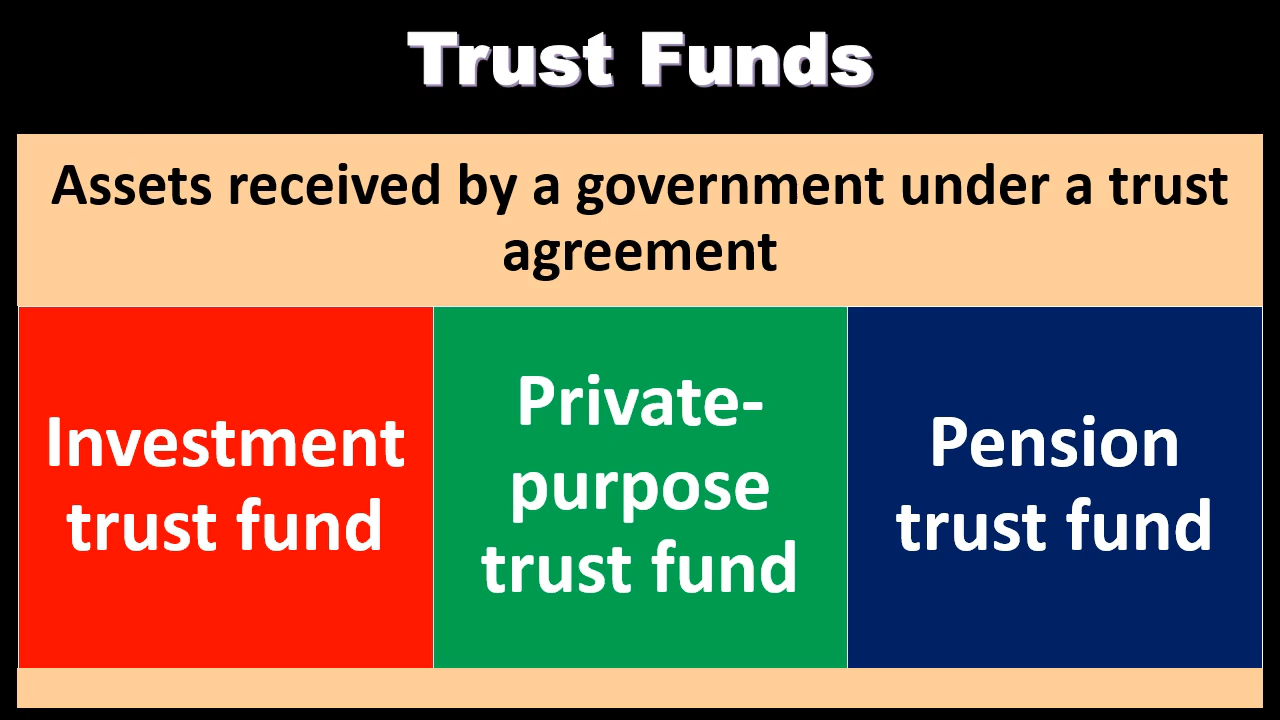 Trust Funds
Assets received by a government under a trust
agreement
Investment
trust fund
Private-
purpose
trust fund
Pension
trust fund